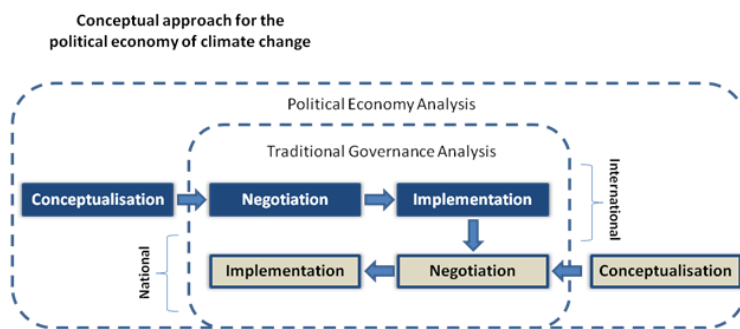 Conceptual approach for the
political economy of climate change
Political Economy Analysis
Traditional Governance Analysis
Conceptualisation
Negotiation
Implementation
International
National
Implementation
Negotiation
Conceptualisation